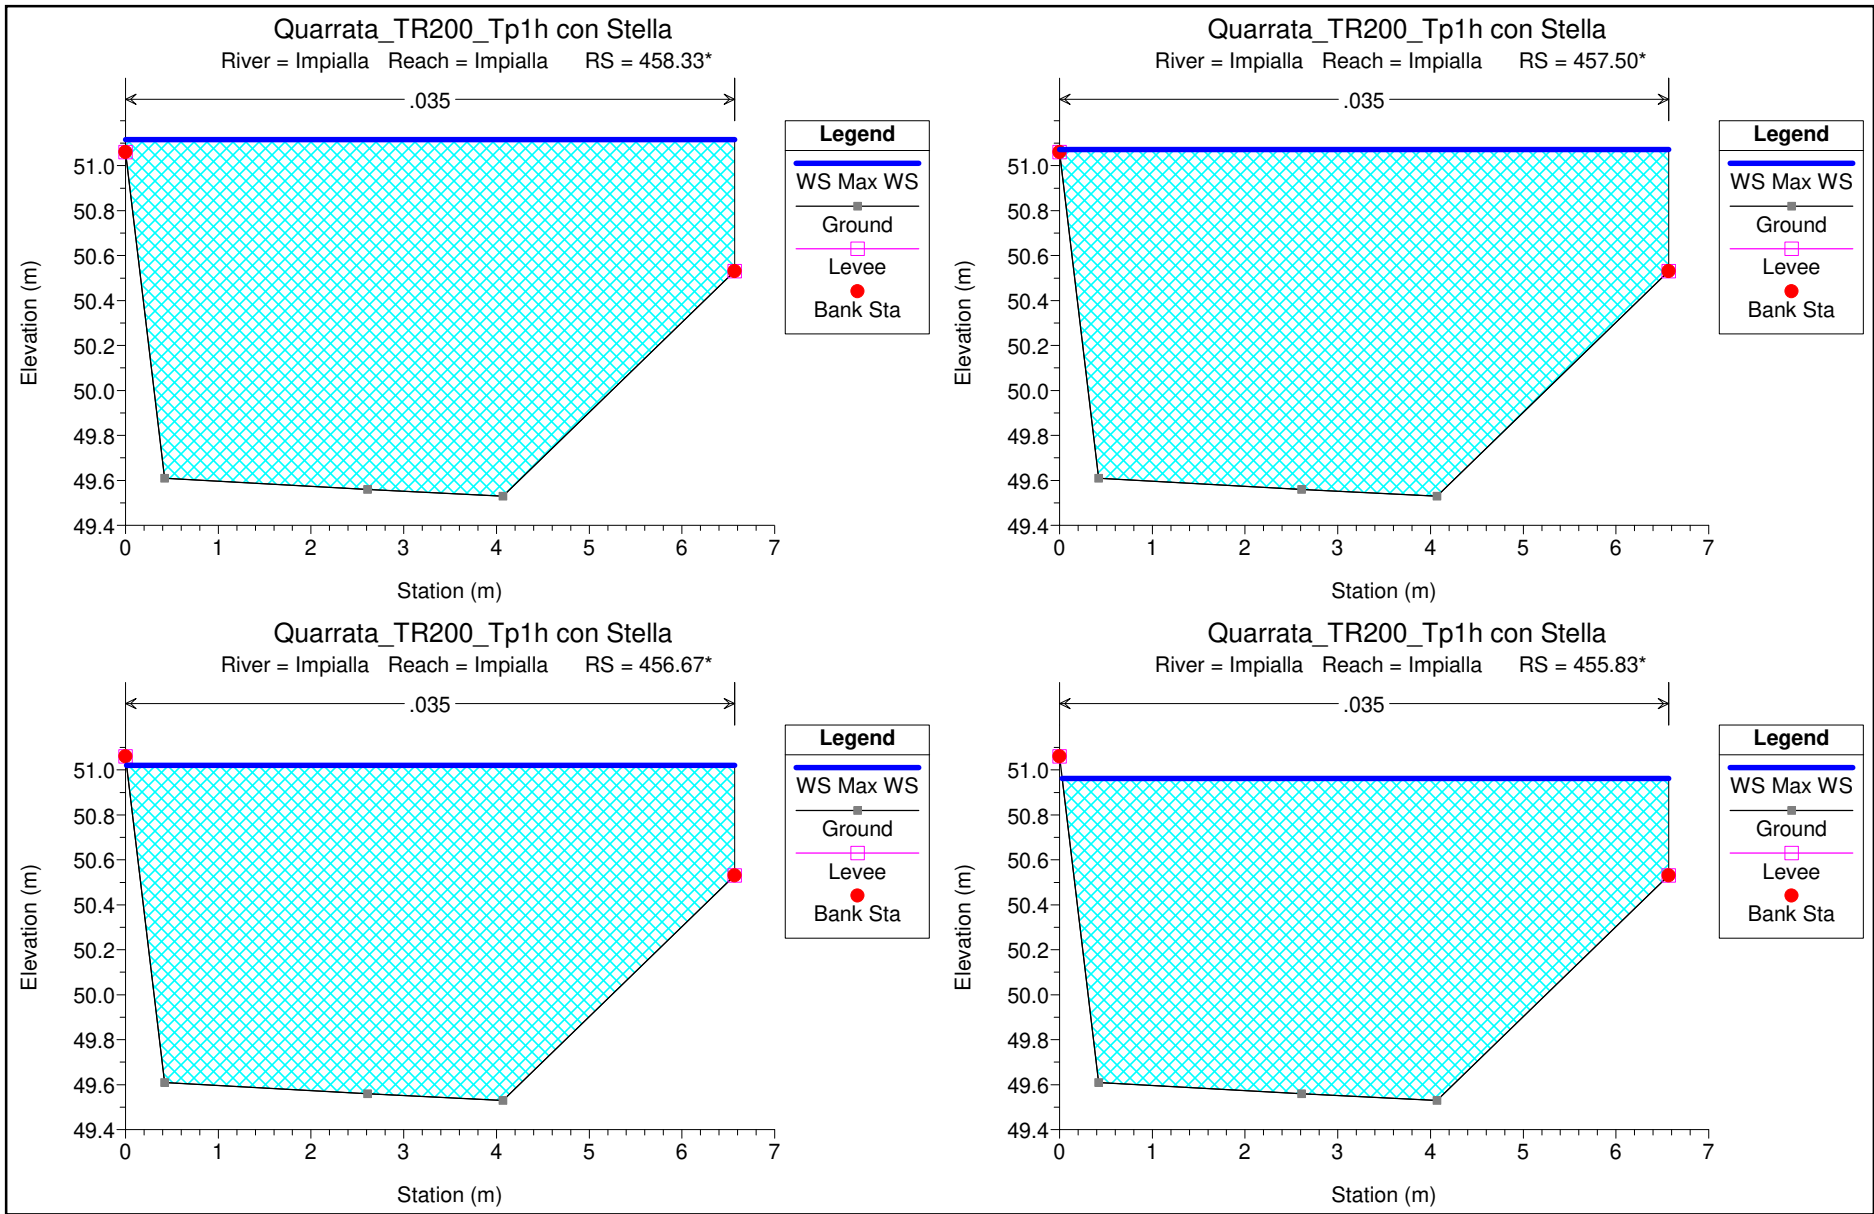 Quarrata_TR200_Tp1h con Stella
River = Impialla Reach = Impialla RS = 458.33*
.035
Legend
WS Max WS
Ground
Levee
Bank Sta
51.0
50.8
50.6
50.4
50.2
50.0
49.8
49.6
49.4
0 1 2 3 4 5 6 7
Elevation (m)
Station (m)
Quarrata_TR200_Tp1h con Stella
River = Impialla Reach = Impialla RS = 457.50*
.035
Legend
WS Max WS
Ground
Levee
Bank Sta
51.0
50.8
50.6
50.4
50.2
50.0
49.8
49.6
49.4
0 1 2 3 4 5 6 7
Elevation (m)
Station (m)
Quarrata_TR200_Tp1h con Stella
River = Impialla Reach = Impialla RS = 456.67*
.035
Legend
WS Max WS
Ground
Levee
Bank Sta
51.0
50.8
50.6
50.4
50.2
50.0
49.8
49.6
49.4
0 1 2 3 4 5 6 7
Elevation (m)
Station (m)
Quarrata_TR200_Tp1h con Stella
River = Impialla Reach = Impialla RS = 455.83*
.035
Legend
WS Max WS
Ground
Levee
Bank Sta
51.0
50.8
50.6
50.4
50.2
50.0
49.8
49.6
49.4
0 1 2 3 4 5 6 7
Elevation (m)
Station (m)